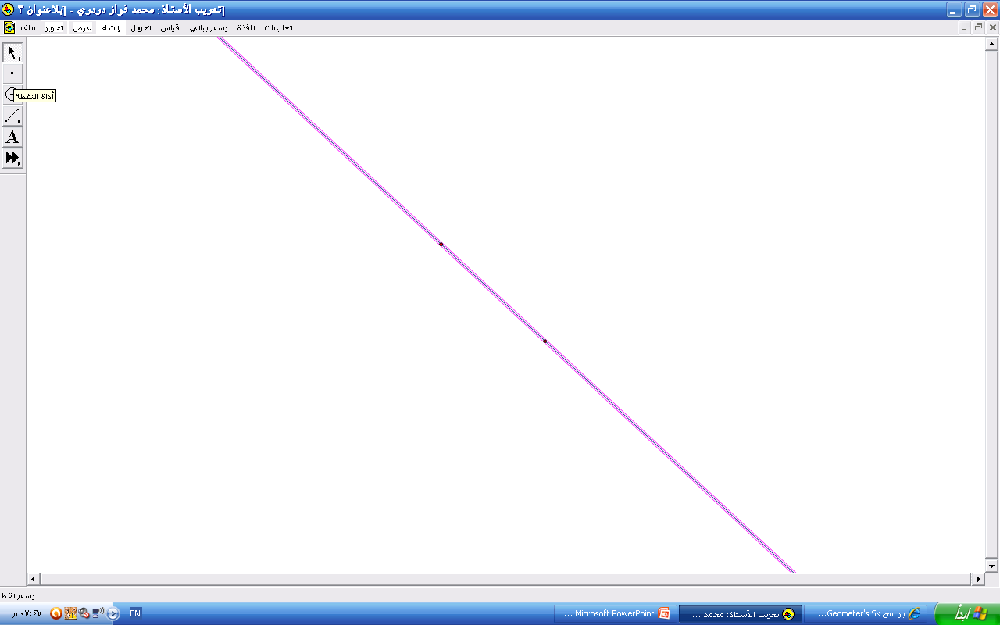 [تعريب الأستاذ: محمد فواز دردري - [بلاعنوان ٣
ملف تحرير عرض إنشاء تحويل قياس رسم بياني نافذة تعليمات
أداة النقطة
A
رسم نقط
٠٧:٤٧ م
EN
Microsoft PowerPoint ...
تعريب الأستاذ: محمد ...
برنامج Geometer's Sk...
ابدأ